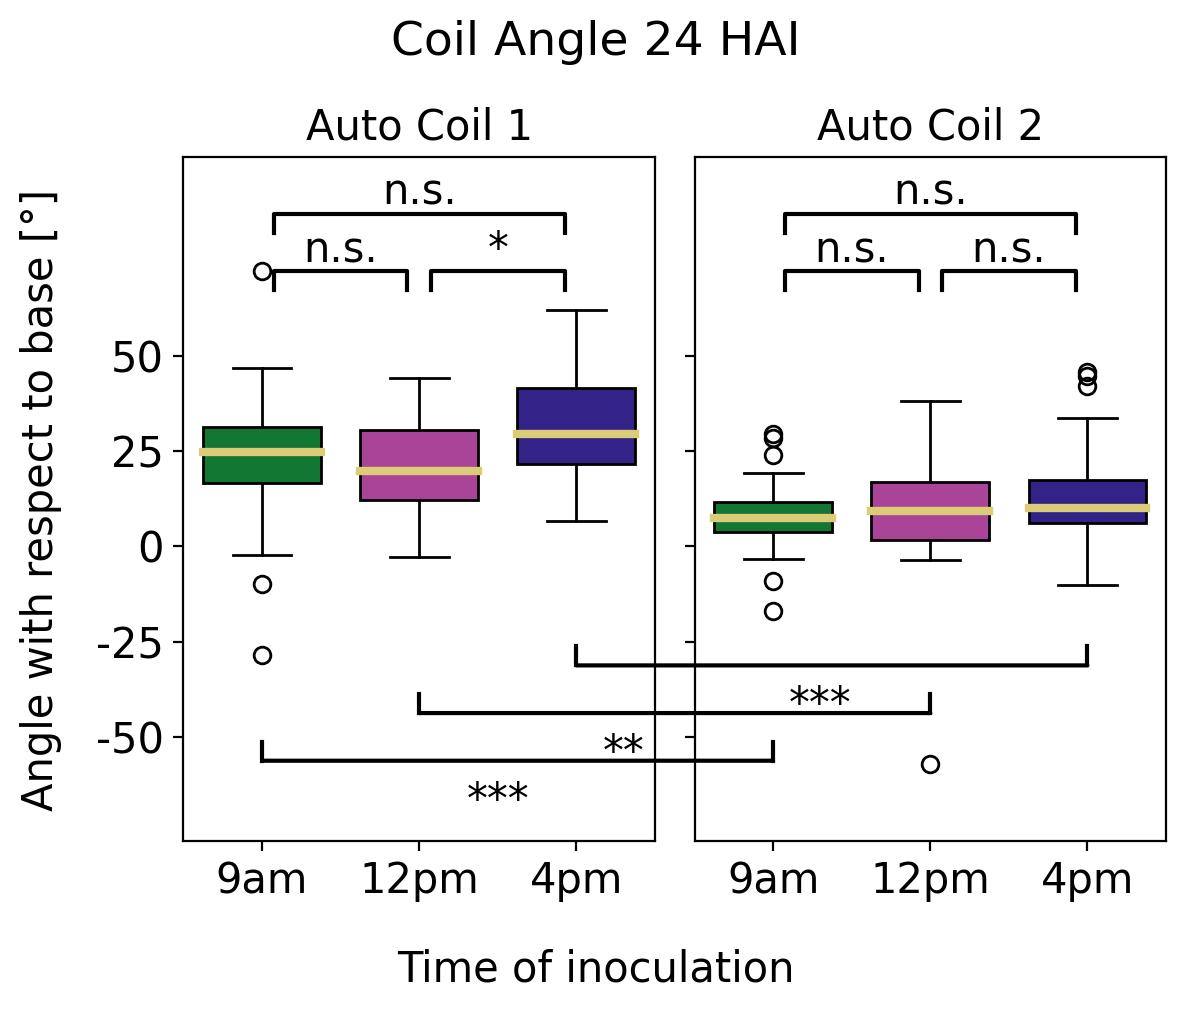 Coil Angle 24 HAI
Auto Coil 1
Auto Coil 2
n.s.
n.s.
n.s.
*
n.s.
n.s.
Angle with respect to base [°]
50
25
0
-25
-50
***
**
***
9am 12pm 4pm
9am 12pm 4pm
Time of inoculation